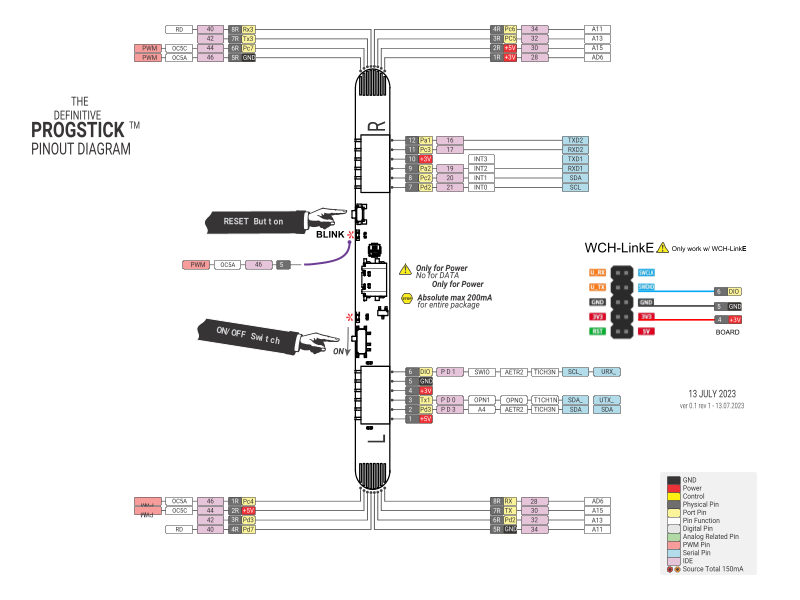 RD 40 8R Rx3
42 7R Tx3
PWM OC5C 44 6R Pc7
PWM OC5A 46 5R GND
4R Pc6 34 A11
3R PC5 32 A13
2R +5V 30 A15
1R +3V 28 AD6
THE
DEFINITIVE
PROGSTICK TM
PINOUT DIAGRAM
R
12 Pa1 16 TXD2
11 Pc3 17 RXD2
10 +3V INT3 TXD1
9 Pa2 19 INT2 RXD1
8 Pc2 20 INT1 SDA
7 Pd2 21 INT0 SCL
RESET Button
BLINK
PWM OC5A 46 5
Only for Power
No for DATA
Only for Power
STOP
Absolute max 200mA
for entire package
ON/OFF Switch
ON
WCH-LinkE Only work w/ WCH-LinkE
U_RX SWCLK
U_TX SWDIO 6 DIO
GND GND 5 GND
3V3 3V3 4 +3V
RST 5V BOARD
L
6 DIO PD1 SWIO AETR2 T1CH3N SCL_ URX_
5 GND
4 +3V
3 Tx1 PD0 OPN1 OPNQ T1CH1N SDA_ UTX_
2 Pd3 PD3 A4 AETR2 T1CH3N SDA SDA
1 +5V
13 JULY 2023
ver 0.1 rev 1 - 13.07.2023
PWM OC5A 46 1R Pc4
PWM OC5C 44 2R +5V
42 3R Pd3
RD 40 4R Pd7
8R RX 28 AD6
7R TX 30 A15
6R Pd2 32 A13
5R GND 34 A11
GND
Power
Control
Physical Pin
Port Pin
Pin Function
Digital Pin
Analog Related Pin
PWM Pin
Serial Pin
IDE
Source Total 150mA